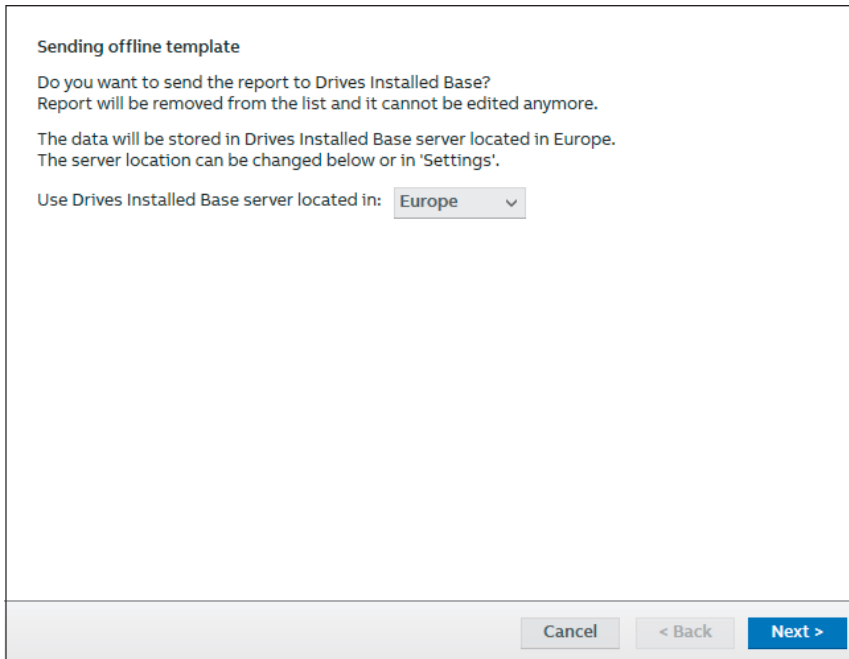 Sending offline template
Do you want to send the report to Drives Installed Base?
Report will be removed from the list and it cannot be edited anymore.
The data will be stored in Drives Installed Base server located in Europe.
The server location can be changed below or in 'Settings'.
Use Drives Installed Base server located in: Europe
Cancel < Back Next >